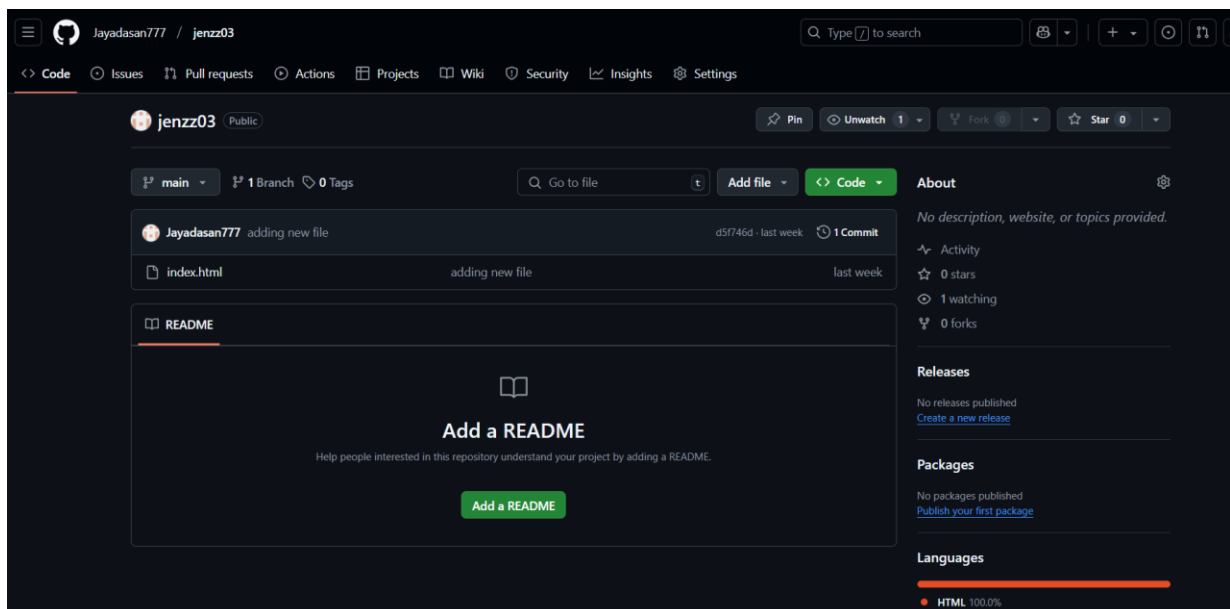 Jayadasan777 / jenzz03
Type / to search
Code Issues Pull requests Actions Projects Wiki Security Insights Settings
jenzz03 Public
Pin Unwatch 1 Fork 0 Star 0
main 1 Branch 0 Tags
Go to file t Add file Code
About
No description, website, or topics provided.
Jayadasan777 adding new file d5f746d · last week 1 Commit
index.html adding new file last week
Activity
0 stars
1 watching
0 forks
README
Add a README
Help people interested in this repository understand your project by adding a README.
Add a README
Releases
No releases published
Create a new release
Packages
No packages published
Publish your first package
Languages
HTML 100.0%